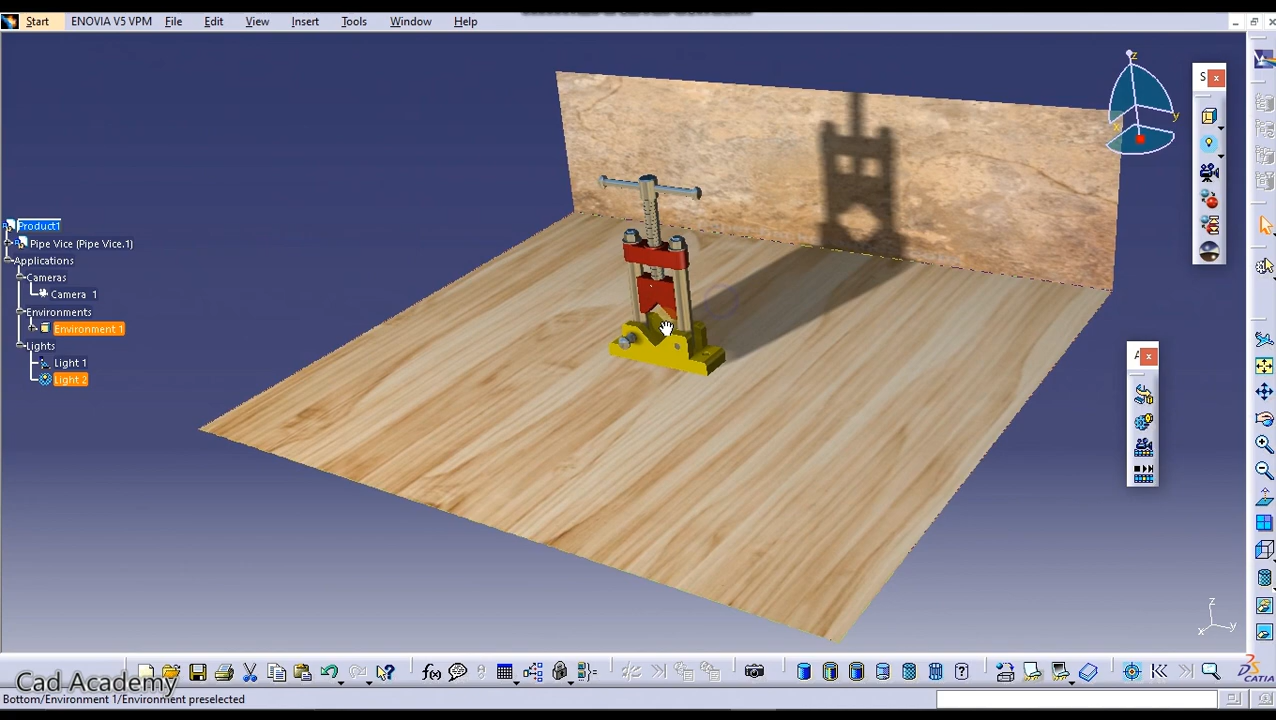 Start ENOVIA V5 VPM File Edit View Insert Tools Window Help
z
y
x
S
Product1
Pipe Vice (Pipe Vice.1)
Applications
Cameras
Camera 1
Environments
Environment 1
Lights
Light 1
Light 2
A
z
x y
f(x)
Cad Academy
CATIA
Bottom/Environment 1/Environment preselected